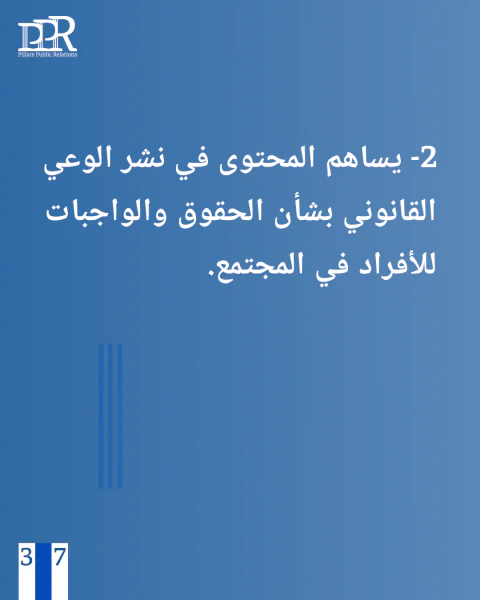 PPR
Pillars Public Relations
2- يساهم المحتوى في نشر الوعي
القانوني بشأن الحقوق والواجبات
للأفراد في المجتمع.
3 7